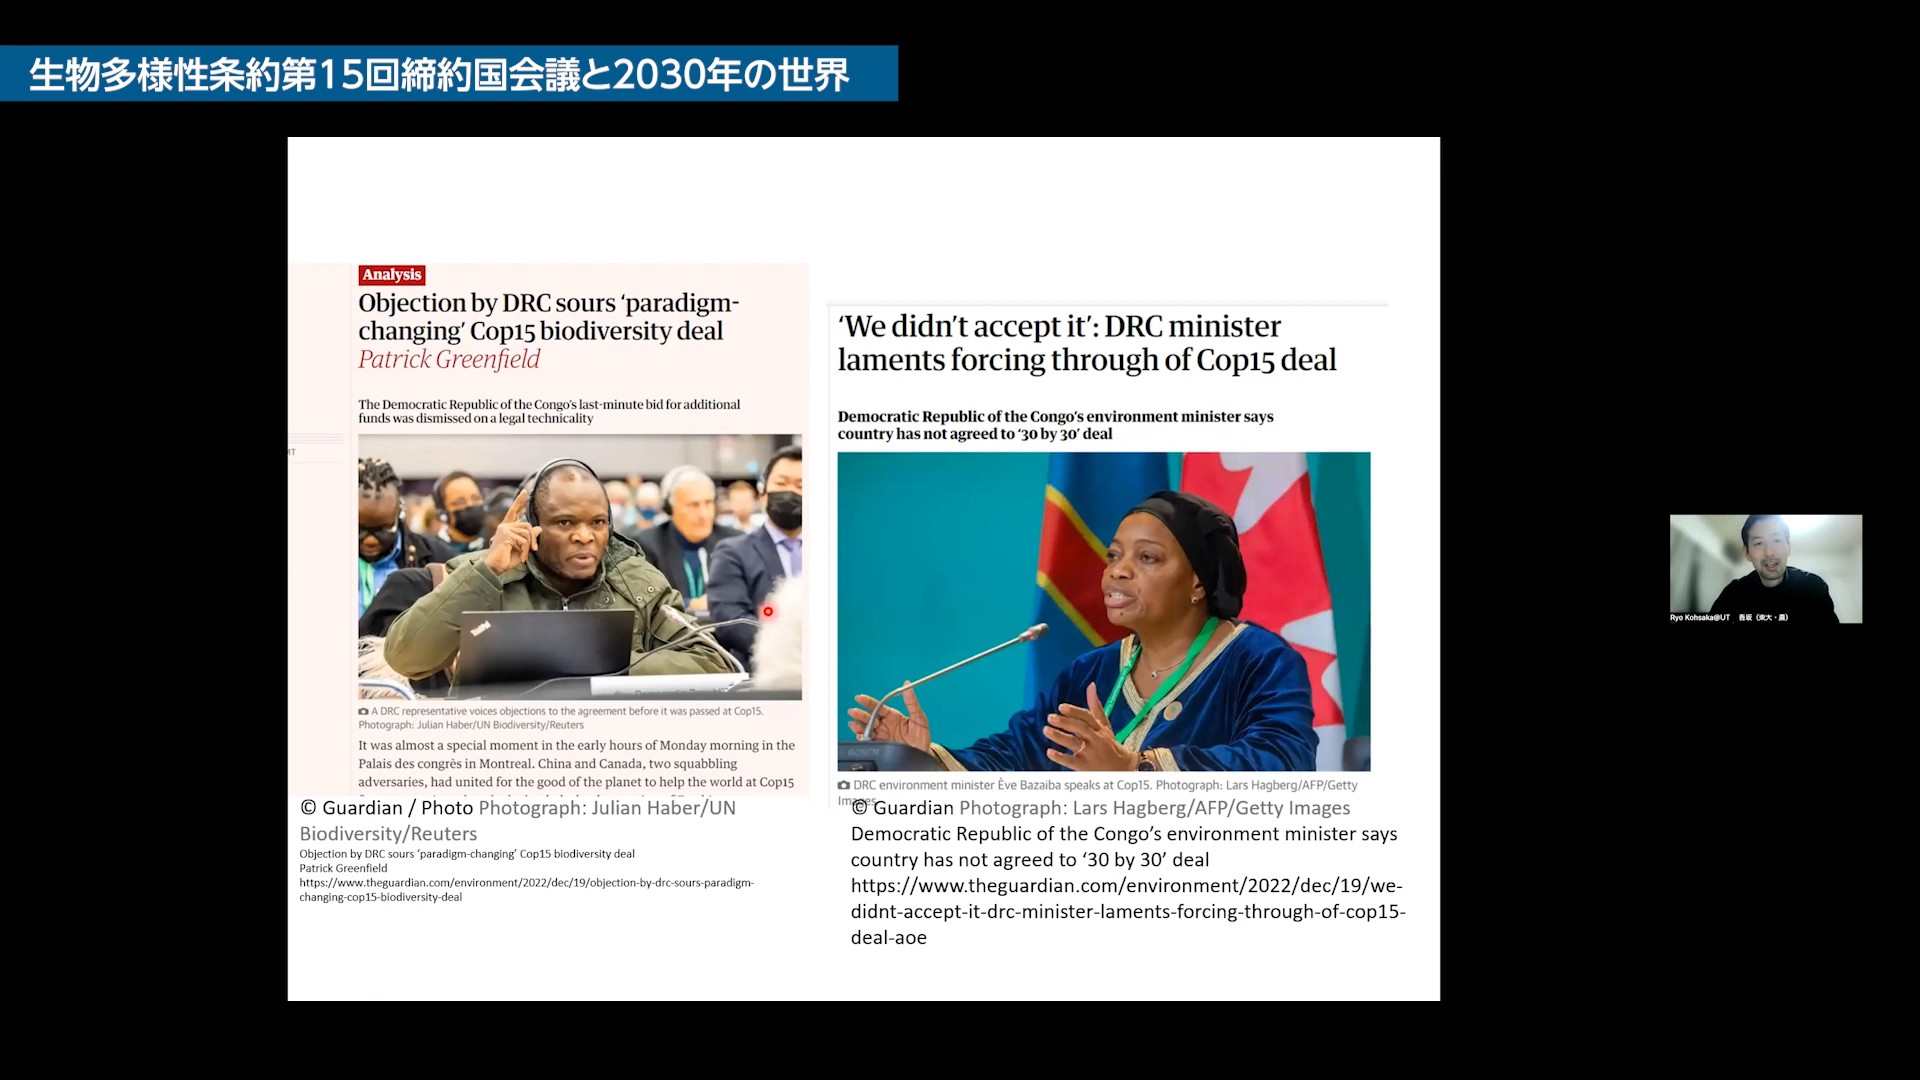 生物多様性条約第15回締約国会議と2030年の世界
Analysis
Objection by DRC sours ‘paradigm-
changing’ Cop15 biodiversity deal
Patrick Greenfield
The Democratic Republic of the Congo’s last-minute bid for additional
funds was dismissed on a legal technicality
ThinkPad
A DRC representative voices objections to the agreement before it was passed at Cop15.
Photograph: Julian Haber/UN Biodiversity/Reuters
It was almost a special moment in the early hours of Monday morning in the
Palais des congrès in Montreal. China and Canada, two squabbling
adversaries, had united for the good of the planet to help the world at Cop15
© Guardian / Photo Photograph: Julian Haber/UN
Biodiversity/Reuters
Objection by DRC sours ‘paradigm-changing’ Cop15 biodiversity deal
Patrick Greenfield
https://www.theguardian.com/environment/2022/dec/19/objection-by-drc-sours-paradigm-
changing-cop15-biodiversity-deal
‘We didn’t accept it’: DRC minister
laments forcing through of Cop15 deal
Democratic Republic of the Congo’s environment minister says
country has not agreed to ‘30 by 30’ deal
DRC environment minister Ève Bazaiba speaks at Cop15. Photograph: Lars Hagberg/AFP/Getty
Images
© Guardian Photograph: Lars Hagberg/AFP/Getty Images
Democratic Republic of the Congo’s environment minister says
country has not agreed to ‘30 by 30’ deal
https://www.theguardian.com/environment/2022/dec/19/we-
didnt-accept-it-drc-minister-laments-forcing-through-of-cop15-
deal-aoe
Ryo Kohsaka@UT 香坂（東大・農）